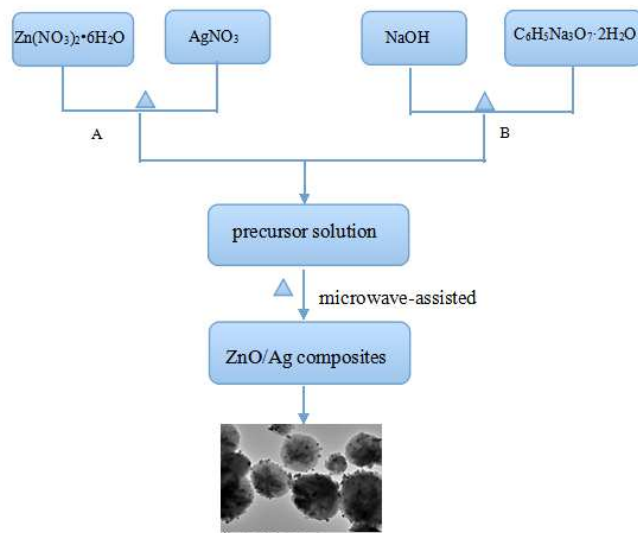 Zn(NO₃)₂•6H₂O
AgNO₃
NaOH
C₆H₅Na₃O₇·2H₂O
A
B
precursor solution
microwave-assisted
ZnO/Ag composites